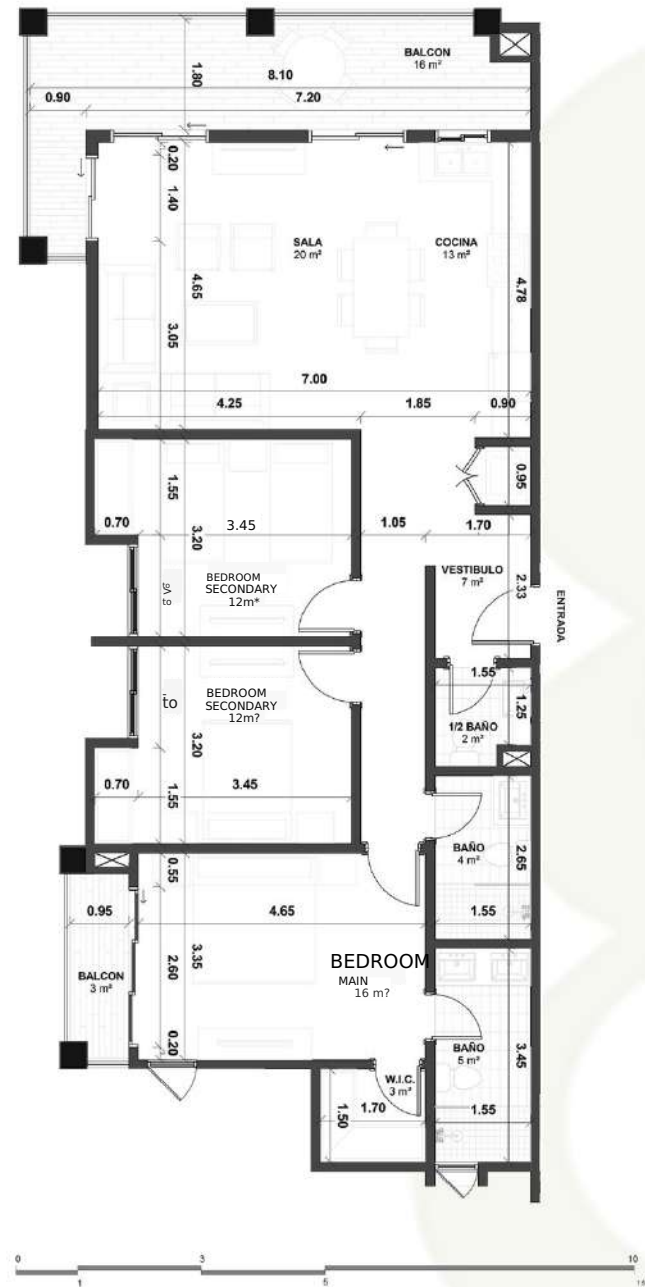 BALCON
16 m²
8.10
1.80
0.90
7.20
0.20
1.40
SALA
20 m²
COCINA
13 m²
4.65
4.78
3.05
7.00
4.25
1.85
0.90
1.55
0.95
0.70
3.20
3.45
1.05
1.70
VESTIBULO
7 m²
2.33
ENTRADA
BEDROOM
SECONDARY
12m*
1.55
1.25
to
BEDROOM
SECONDARY
12m?
1/2 BAÑO
2 m²
3.20
0.70
3.45
1.55
BAÑO
4 m²
2.65
0.55
0.95
4.65
1.55
3.35
BEDROOM
MAIN
16 m?
BALCON
3 m²
2.60
0.20
BAÑO
5 m²
3.45
W.I.C.
3 m²
1.50
1.70
1.55
0
3
10
1
5